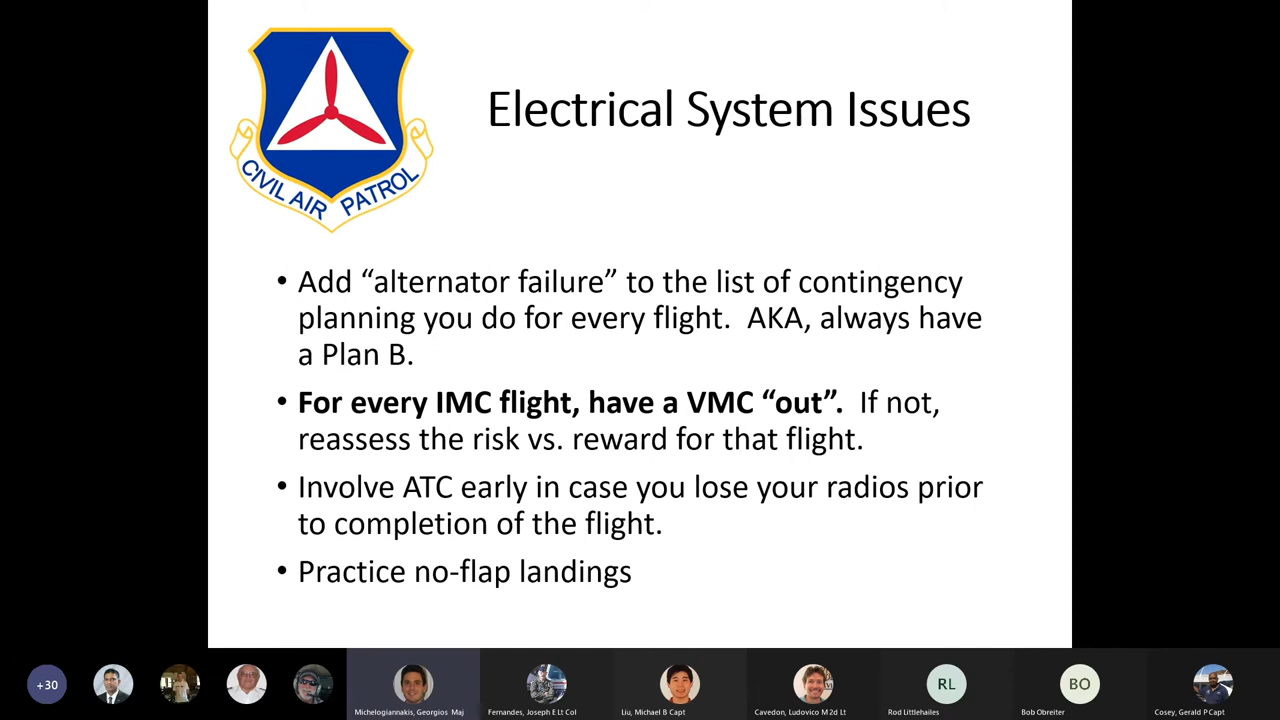 CIVIL AIR PATROL
Electrical System Issues
• Add “alternator failure” to the list of contingency
planning you do for every flight.  AKA, always have
a Plan B.
• For every IMC flight, have a VMC “out”.  If not,
reassess the risk vs. reward for that flight.
• Involve ATC early in case you lose your radios prior
to completion of the flight.
• Practice no-flap landings
+30
RL
BO
Michelogiannakis, Georgios Maj
Fernandes, Joseph E Lt Col
Liu, Michael B Capt
Cavedon, Ludovico M 2d Lt
Rod Littlehailes
Bob Obreiter
Cosey, Gerald P Capt